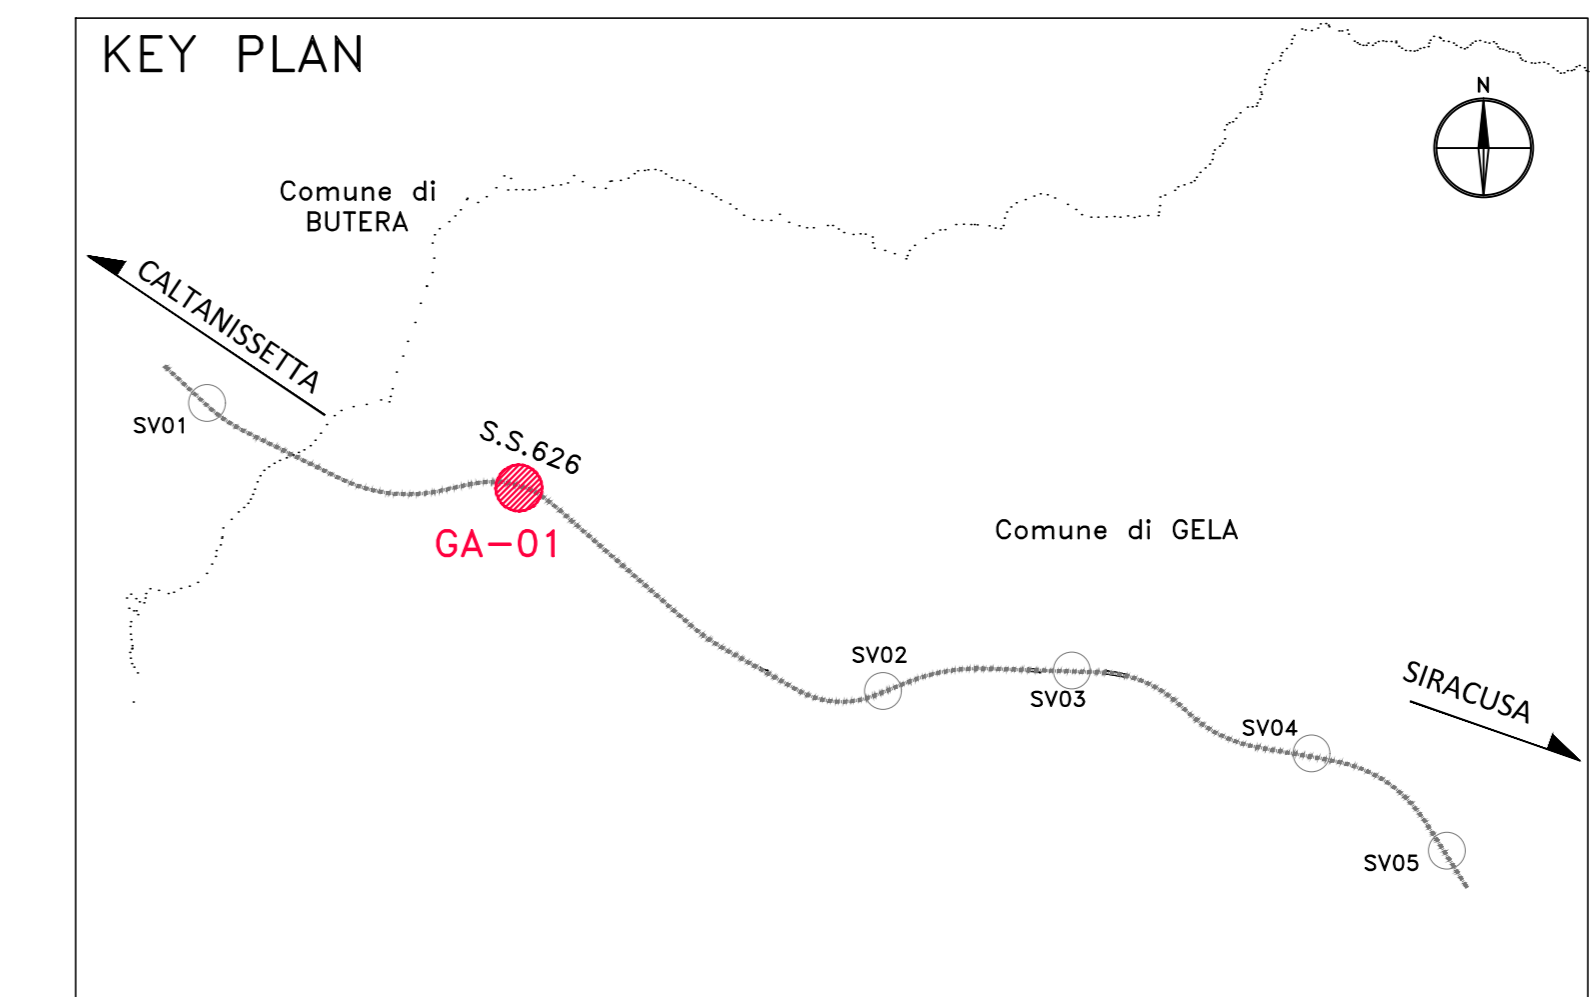 KEY PLAN
N
Comune di
BUTERA
CALTANISSETTA
SV01
S.S.626
GA-01
Comune di GELA
SV02
SV03
SIRACUSA
SV04
SV05